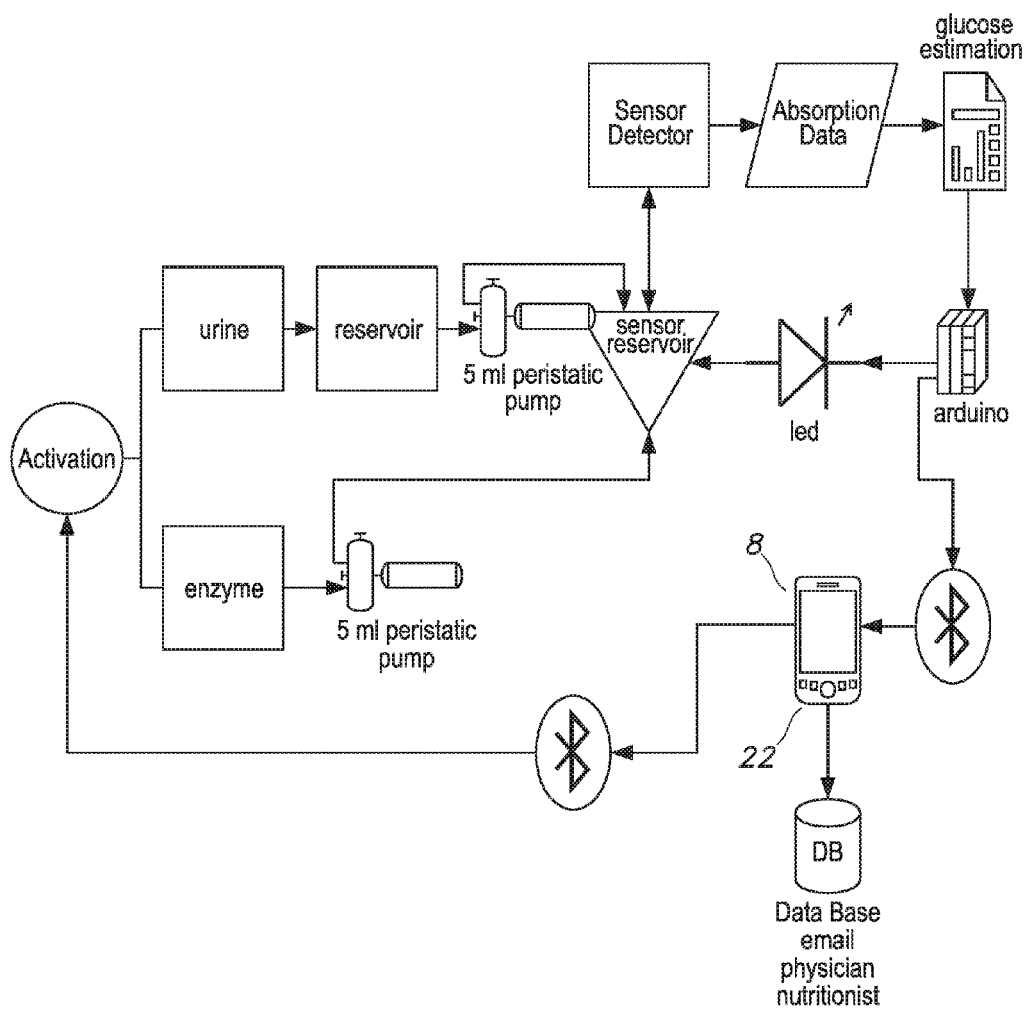 glucose
estimation
Sensor
Detector
Absorption
Data
urine
reservoir
sensor
reservoir
5 ml peristatic
pump
led
arduino
Activation
enzyme
5 ml peristatic
pump
8
22
DB
Data Base
email
physician
nutritionist